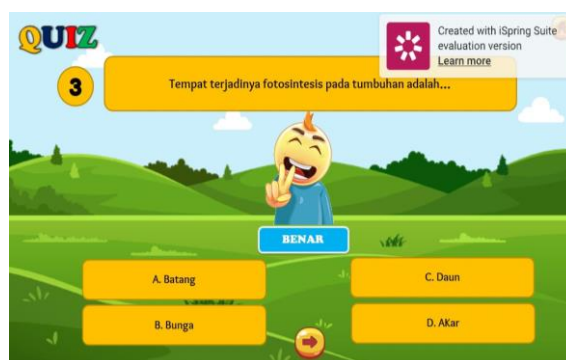 QUIZ
Created with iSpring Suite
evaluation version
Learn more
3
Tempat terjadinya fotosintesis pada tumbuhan adalah...
BENAR
A. Batang
C. Daun
B. Bunga
D. AKar